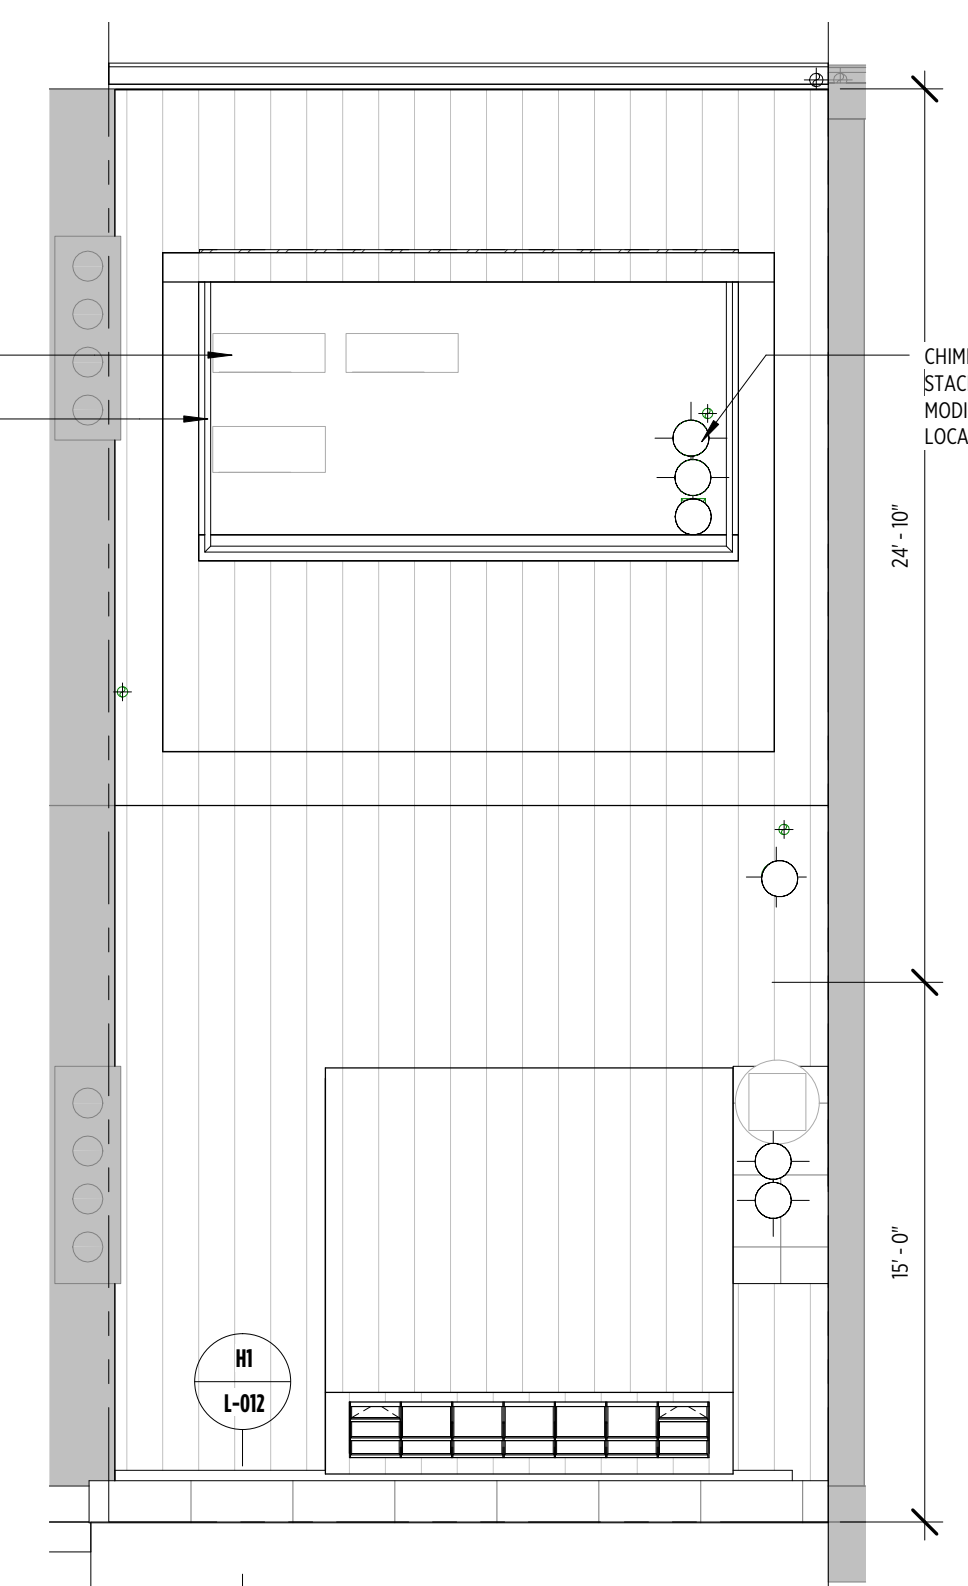 CHIM
STAC
MODI
LOCA
24' - 10"
15' - 0"
H1
L-012